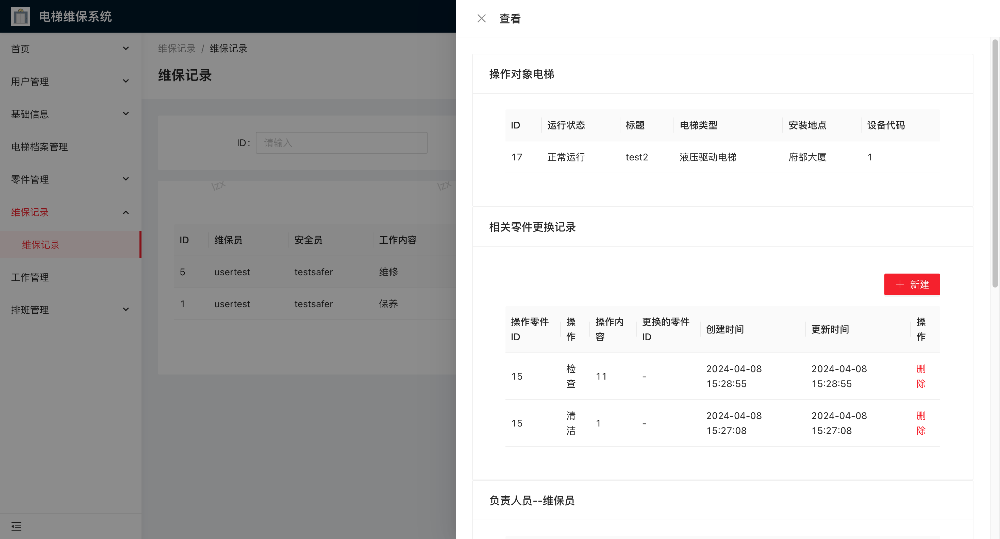 电梯维保系统
首页
用户管理
基础信息
电梯档案管理
零件管理
维保记录
维保记录
工作管理
排班管理
维保记录 / 维保记录
维保记录
ID: 请输入
lzx lzx
ID 维保员 安全员 工作内容
5 usertest testsafer 维修
1 usertest testsafer 保养
查看
操作对象电梯
ID 运行状态 标题 电梯类型 安装地点 设备代码
17 正常运行 test2 液压驱动电梯 府都大厦 1
相关零件更换记录
新建
操作零件 操 操作内 更换的零件 创建时间 更新时间 操
ID 作 容 ID 作
检 2024-04-08 2024-04-08 删
15 11 -
查 15:28:55 15:28:55 除
清 2024-04-08 2024-04-08 删
15 1 -
洁 15:27:08 15:27:08 除
负责人员--维保员